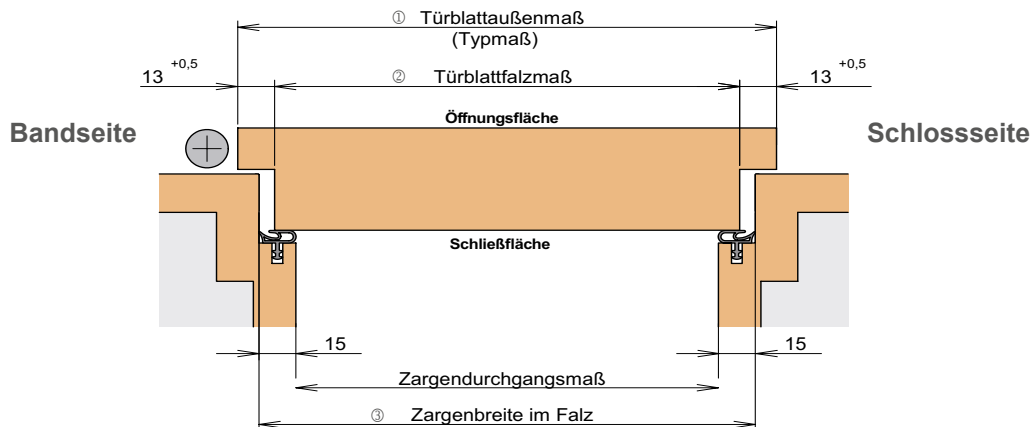 ① Türblattaußenmaß
(Typmaß)
13 +0,5
② Türblattfalzmaß
13 +0,5
Öffnungsfläche
Bandseite
Schlossseite
Schließfläche
15
15
Zargendurchgangsmaß
③ Zargenbreite im Falz